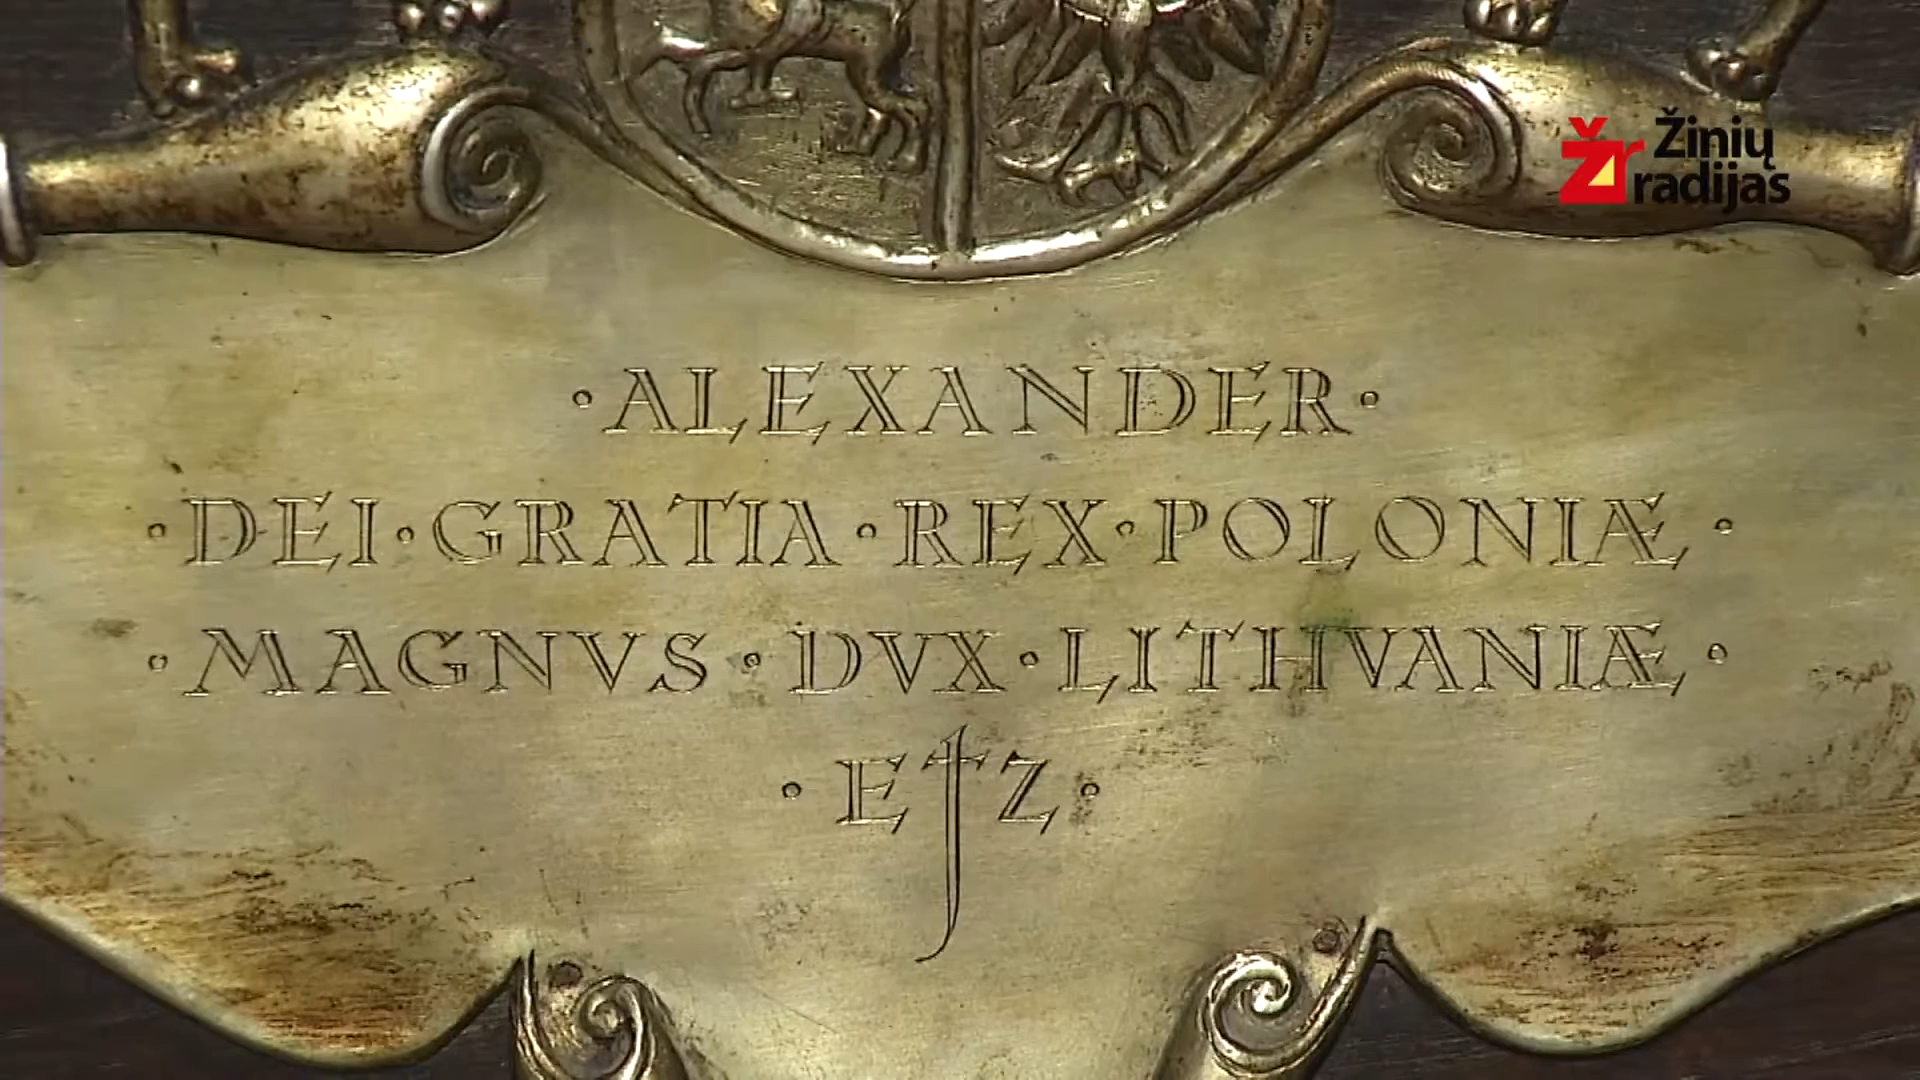 Žinių
radijas
·ALEXANDER·
·DEI·GRATIA·REX·POLONIÆ·
·MAGNVS·DVX·LITHVANIÆ·
·ETZ·